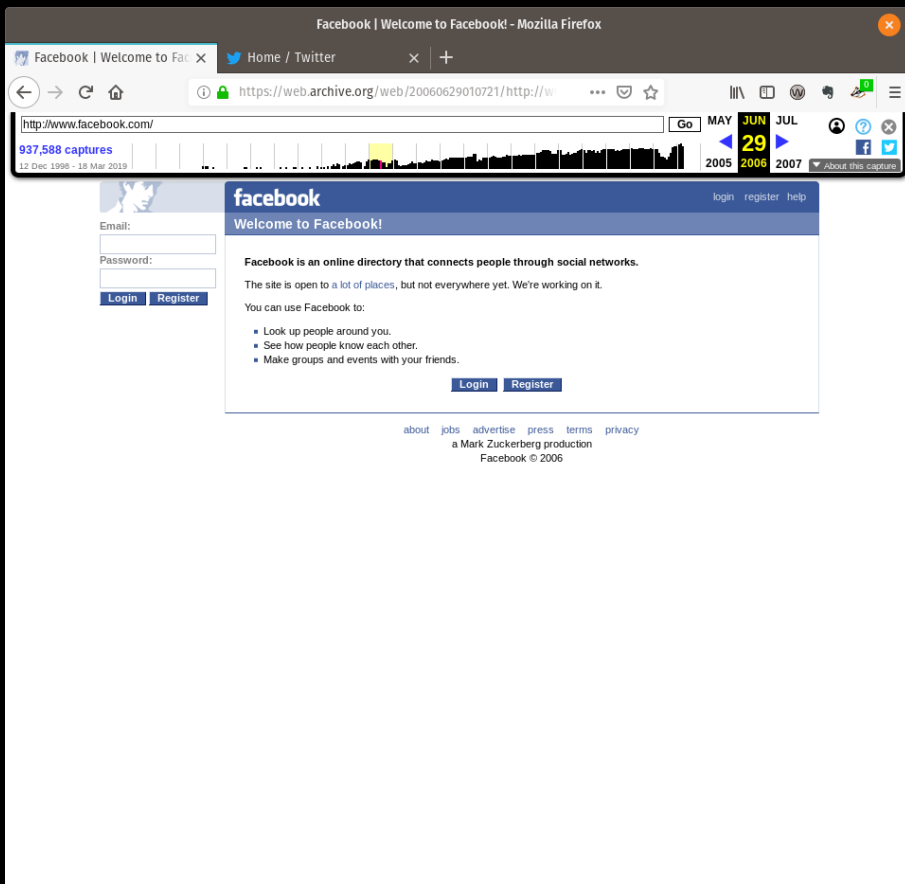 Facebook | Welcome to Facebook! - Mozilla Firefox
Facebook | Welcome to Fac
Home / Twitter
https://web.archive.org/web/20060629010721/http://w
0
http://www.facebook.com/
Go
MAY JUN JUL
937,588 captures
29
12 Dec 1998 - 18 Mar 2019
2005 2006 2007
About this capture
facebook
login register help
Welcome to Facebook!
Email:
Password:
Login Register
Facebook is an online directory that connects people through social networks.
The site is open to a lot of places, but not everywhere yet. We're working on it.
You can use Facebook to:
Look up people around you.
See how people know each other.
Make groups and events with your friends.
Login Register
about jobs advertise press terms privacy
a Mark Zuckerberg production
Facebook © 2006